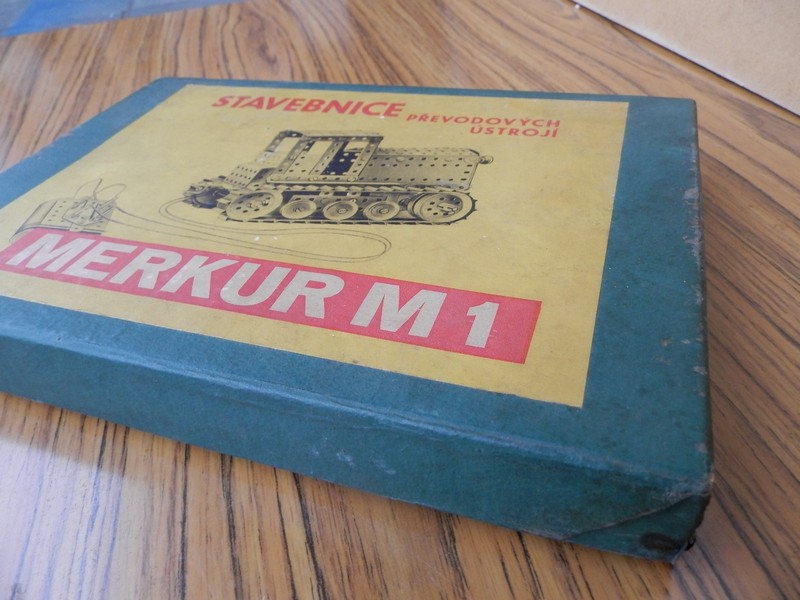 STAVEBNICE PŘEVODOVÝCH
ÚSTROJÍ
MERKUR M 1